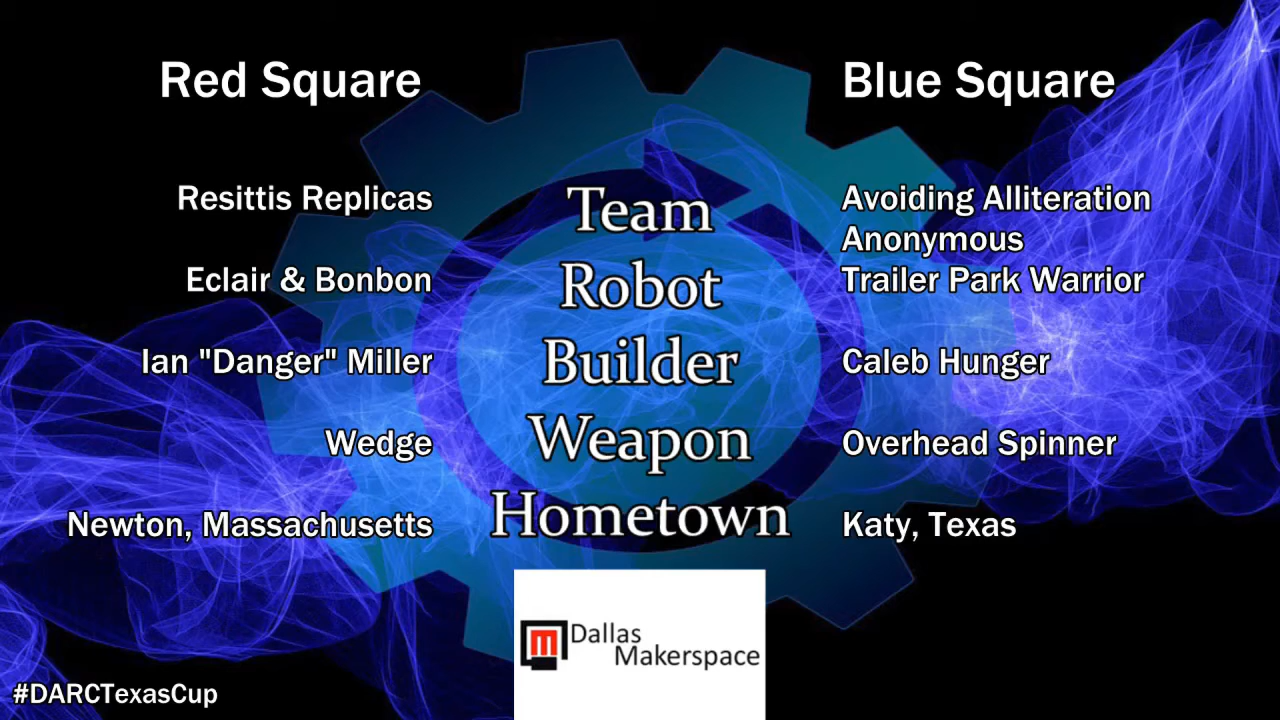 Red Square
Blue Square
Resittis Replicas
Team
Avoiding Alliteration
Anonymous
Eclair & Bonbon
Robot
Trailer Park Warrior
Ian "Danger" Miller
Builder
Caleb Hunger
Wedge
Weapon
Overhead Spinner
Newton, Massachusetts
Hometown
Katy, Texas
Dallas
Makerspace
#DARCTexasCup